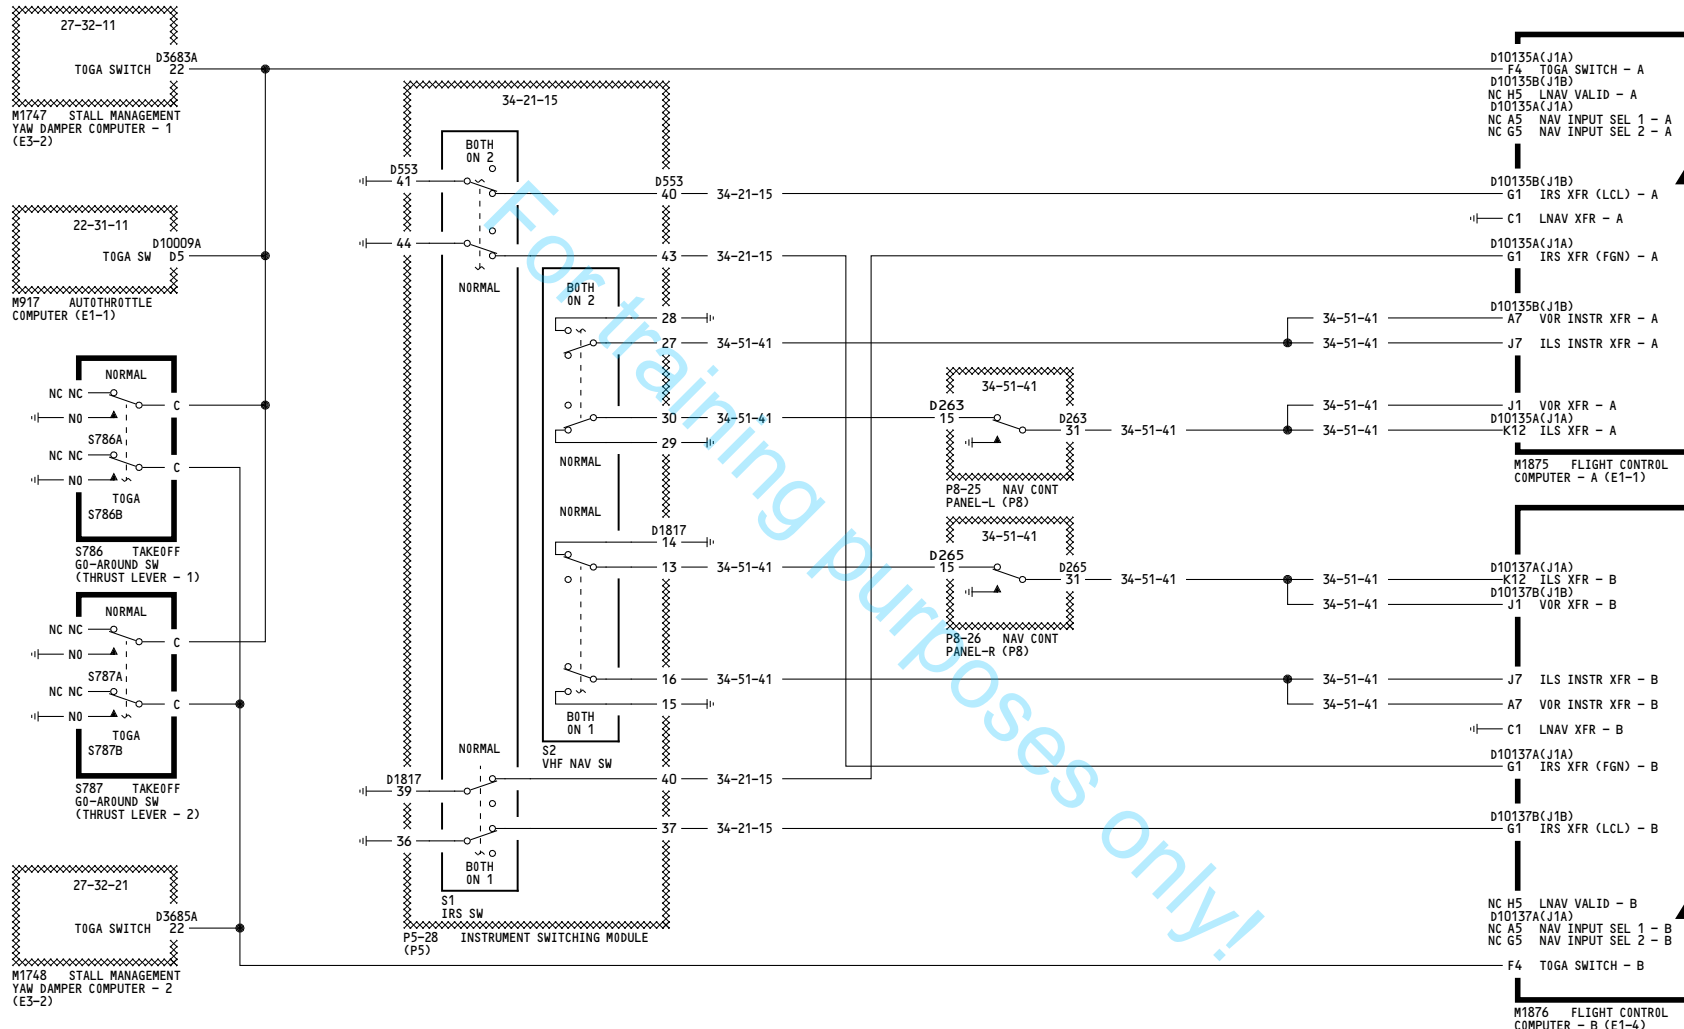 27-32-11
D3683A
TOGA SWITCH 22
M1747 STALL MANAGEMENT
YAW DAMPER COMPUTER - 1
(E3-2)
22-31-11
D10009A
TOGA SW D5
M917 AUTOTHROTTLE
COMPUTER (E1-1)
NORMAL
NC NC C
NO
S786A
NC NC C
NO
TOGA
S786B
S786 TAKEOFF
GO-AROUND SW
(THRUST LEVER - 1)
NORMAL
NC NC C
NO
S787A
NC NC C
NO
TOGA
S787B
S787 TAKEOFF
GO-AROUND SW
(THRUST LEVER - 2)
27-32-21
D3685A
TOGA SWITCH 22
M1748 STALL MANAGEMENT
YAW DAMPER COMPUTER - 2
(E3-2)
34-21-15
BOTH
ON 2
D553
41
D553
40 34-21-15
44
43 34-21-15
NORMAL
BOTH
ON 2
28
27 34-51-41
30 34-51-41
29
NORMAL
NORMAL
D1817
14
13 34-51-41
16 34-51-41
15
BOTH
ON 1
S2
VHF NAV SW
NORMAL
D1817
39
40 34-21-15
36
37 34-21-15
BOTH
ON 1
S1
IRS SW
P5-28 INSTRUMENT SWITCHING MODULE
(P5)
34-51-41
D263
15
D263
31 34-51-41
P8-25 NAV CONT
PANEL-L (P8)
34-51-41
D265
15
D265
31 34-51-41
P8-26 NAV CONT
PANEL-R (P8)
D10135A(J1A)
F4 TOGA SWITCH - A
D10135B(J1B)
NC H5 LNAV VALID - A
D10135A(J1A)
NC A5 NAV INPUT SEL 1 - A
NC G5 NAV INPUT SEL 2 - A
D10135B(J1B)
G1 IRS XFR (LCL) - A
C1 LNAV XFR - A
D10135A(J1A)
G1 IRS XFR (FGN) - A
D10135B(J1B)
34-51-41 A7 VOR INSTR XFR - A
34-51-41 J7 ILS INSTR XFR - A
34-51-41 J1 VOR XFR - A
D10135A(J1A)
34-51-41 K12 ILS XFR - A
M1875 FLIGHT CONTROL
COMPUTER - A (E1-1)
D10137A(J1A)
34-51-41 K12 ILS XFR - B
D10137B(J1B)
34-51-41 J1 VOR XFR - B
34-51-41 J7 ILS INSTR XFR - B
34-51-41 A7 VOR INSTR XFR - B
C1 LNAV XFR - B
D10137A(J1A)
G1 IRS XFR (FGN) - B
D10137B(J1B)
G1 IRS XFR (LCL) - B
NC H5 LNAV VALID - B
D10137A(J1A)
NC A5 NAV INPUT SEL 1 - B
NC G5 NAV INPUT SEL 2 - B
F4 TOGA SWITCH - B
M1876 FLIGHT CONTROL
COMPUTER - B (E1-4)
For training purposes only!